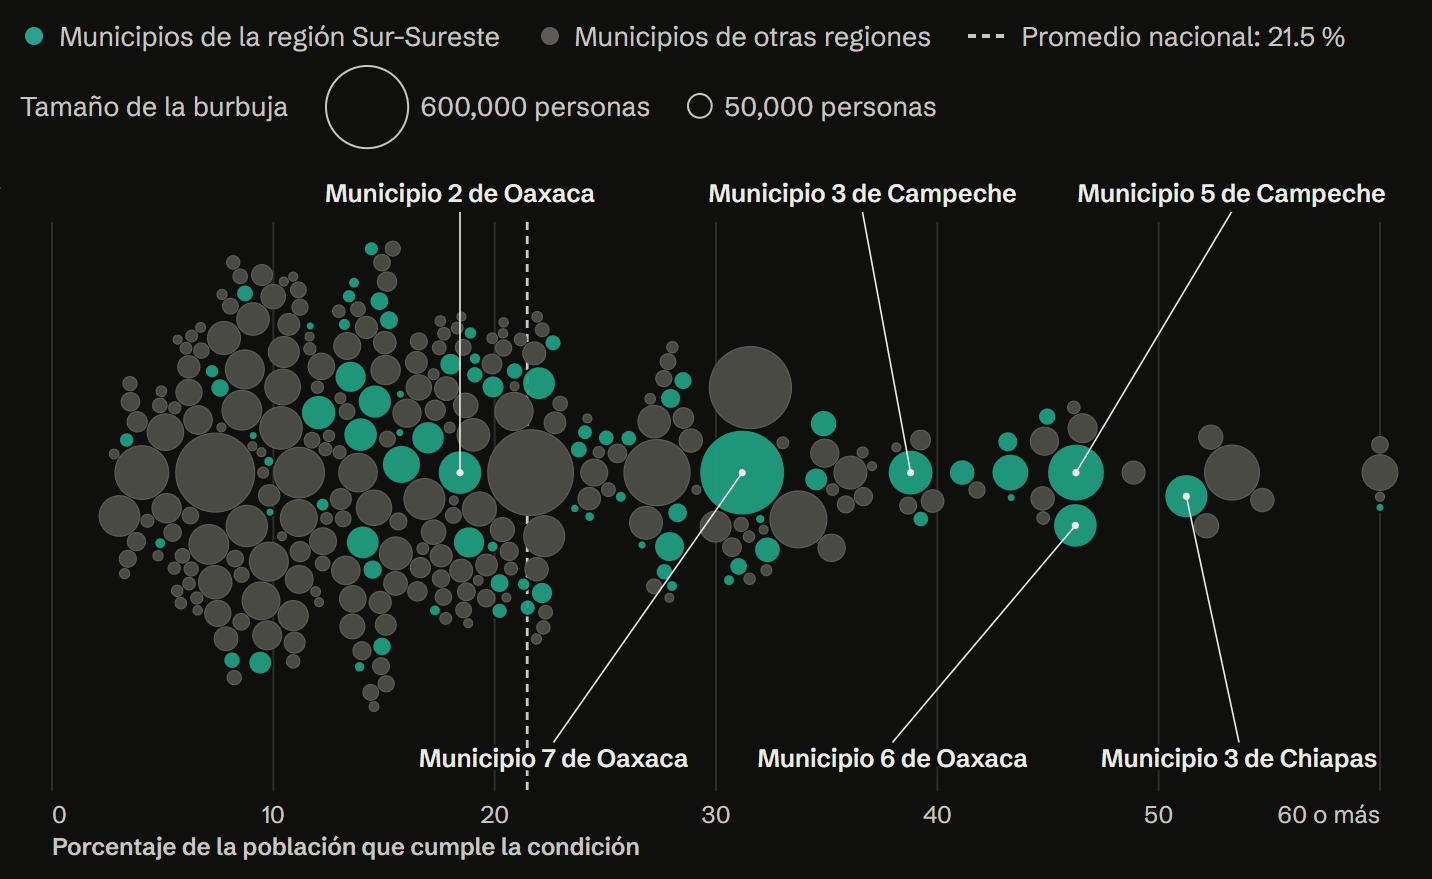 Municipios de la región Sur-Sureste Municipios de otras regiones Promedio nacional: 21.5 %
Tamaño de la burbuja 600,000 personas 50,000 personas
Municipio 2 de Oaxaca Municipio 3 de Campeche Municipio 5 de Campeche
Municipio 7 de Oaxaca Municipio 6 de Oaxaca Municipio 3 de Chiapas
0 10 20 30 40 50 60 o más
Porcentaje de la población que cumple la condición